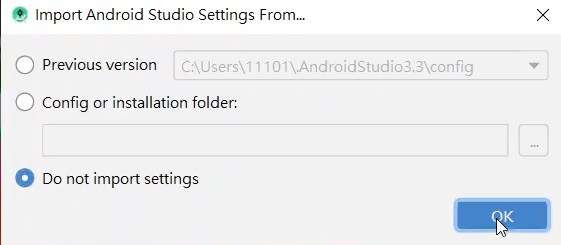 Import Android Studio Settings From...
Previous version C:\Users\11101\.AndroidStudio3.3\config
Config or installation folder:
...
Do not import settings
OK